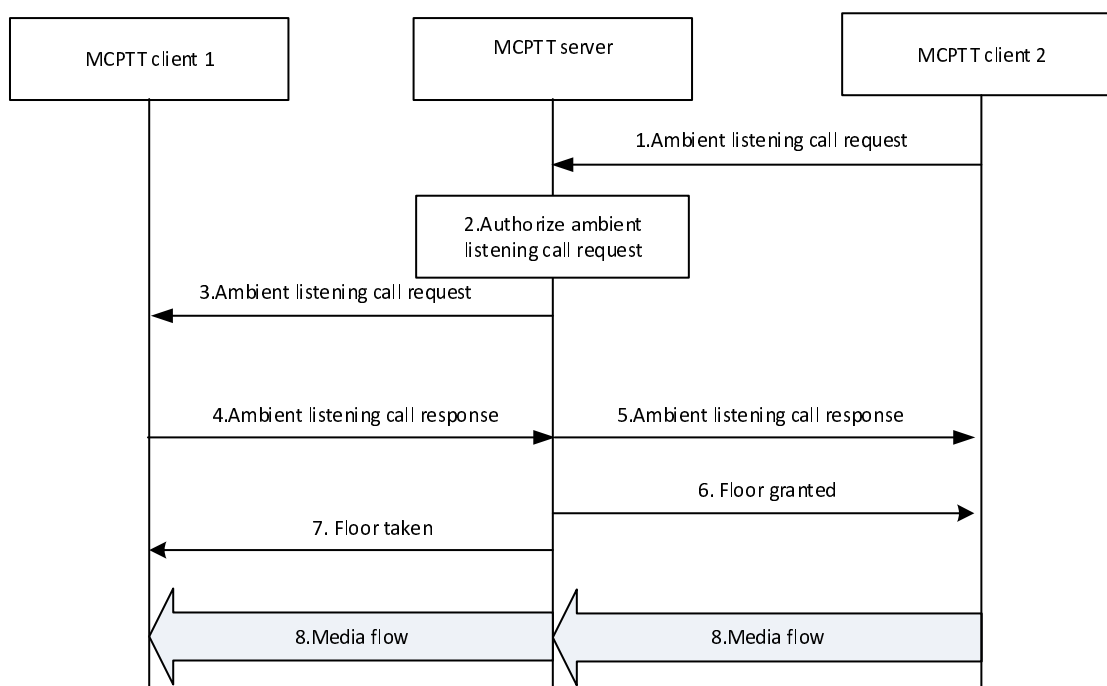 MCPTT client 1
MCPTT server
MCPTT client 2
1.Ambient listening call request
2.Authorize ambient
listening call request
3.Ambient listening call request
4.Ambient listening call response
5.Ambient listening call response
6. Floor granted
7. Floor taken
8.Media flow
8.Media flow